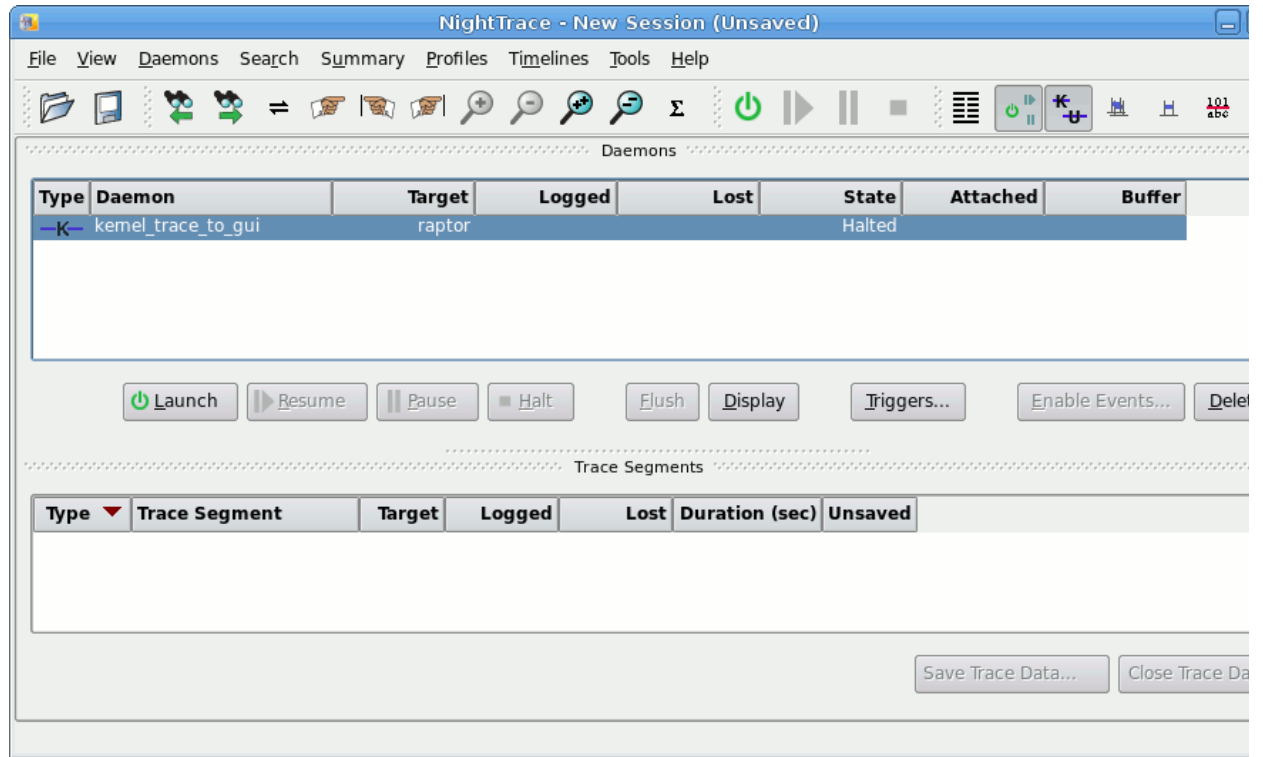 NightTrace - New Session (Unsaved)
File View Daemons Search Summary Profiles Timelines Tools Help
Σ K U 101 abc
Daemons
Type Daemon Target Logged Lost State Attached Buffer
K kernel_trace_to_gui raptor Halted
Launch Resume Pause Halt Flush Display Triggers... Enable Events... Delet
Trace Segments
Type Trace Segment Target Logged Lost Duration (sec) Unsaved
Save Trace Data... Close Trace Da